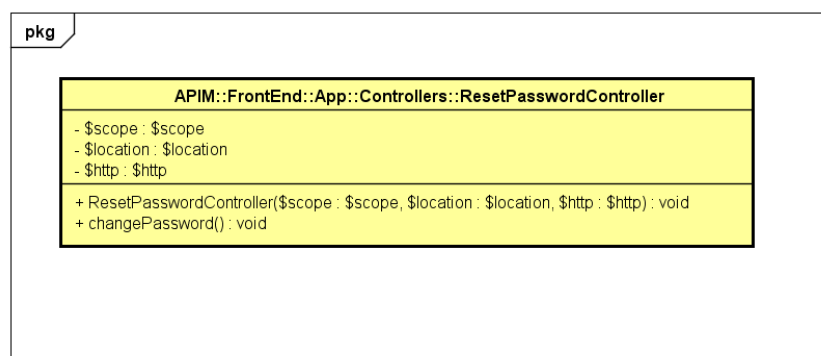 pkg
APIM::FrontEnd::App::Controllers::ResetPasswordController
- $scope : $scope
- $location : $location
- $http : $http
+ ResetPasswordController($scope : $scope, $location : $location, $http : $http) : void
+ changePassword() : void